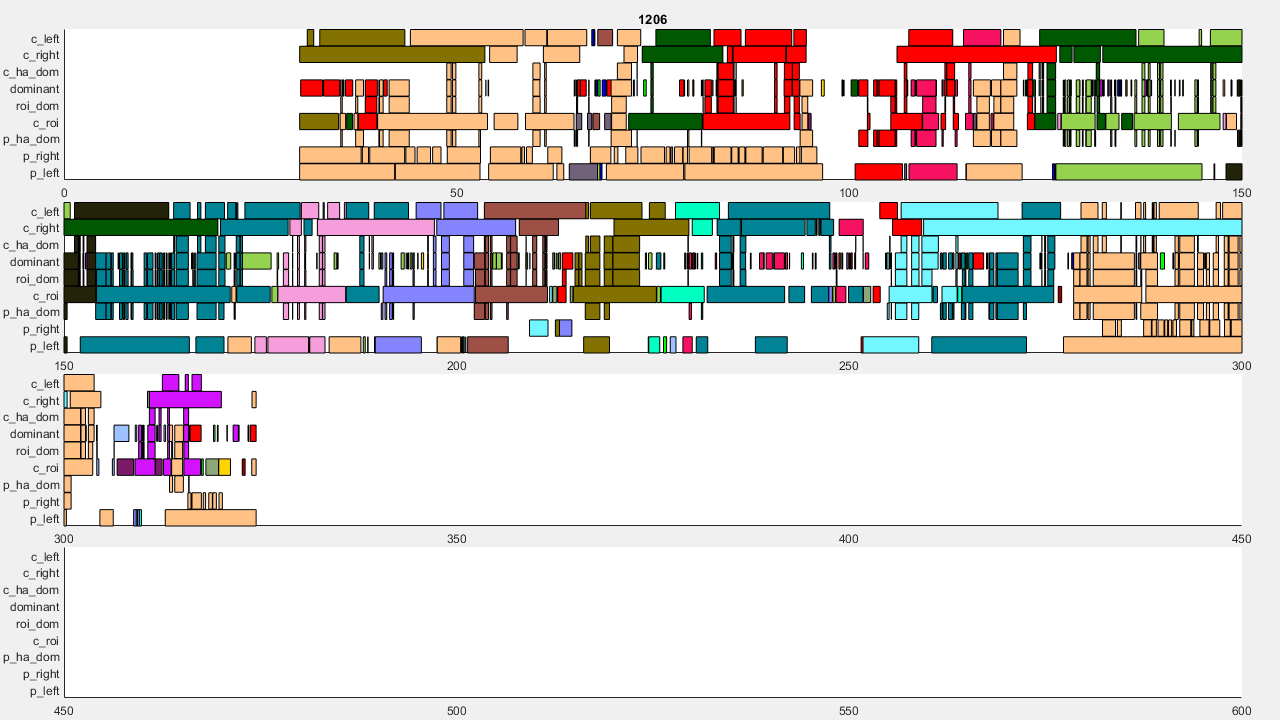 1206
c_left
c_right
c_ha_dom
dominant
roi_dom
c_roi
p_ha_dom
p_right
p_left
0 50 100 150
c_left
c_right
c_ha_dom
dominant
roi_dom
c_roi
p_ha_dom
p_right
p_left
150 200 250 300
c_left
c_right
c_ha_dom
dominant
roi_dom
c_roi
p_ha_dom
p_right
p_left
300 350 400 450
c_left
c_right
c_ha_dom
dominant
roi_dom
c_roi
p_ha_dom
p_right
p_left
450 500 550 600